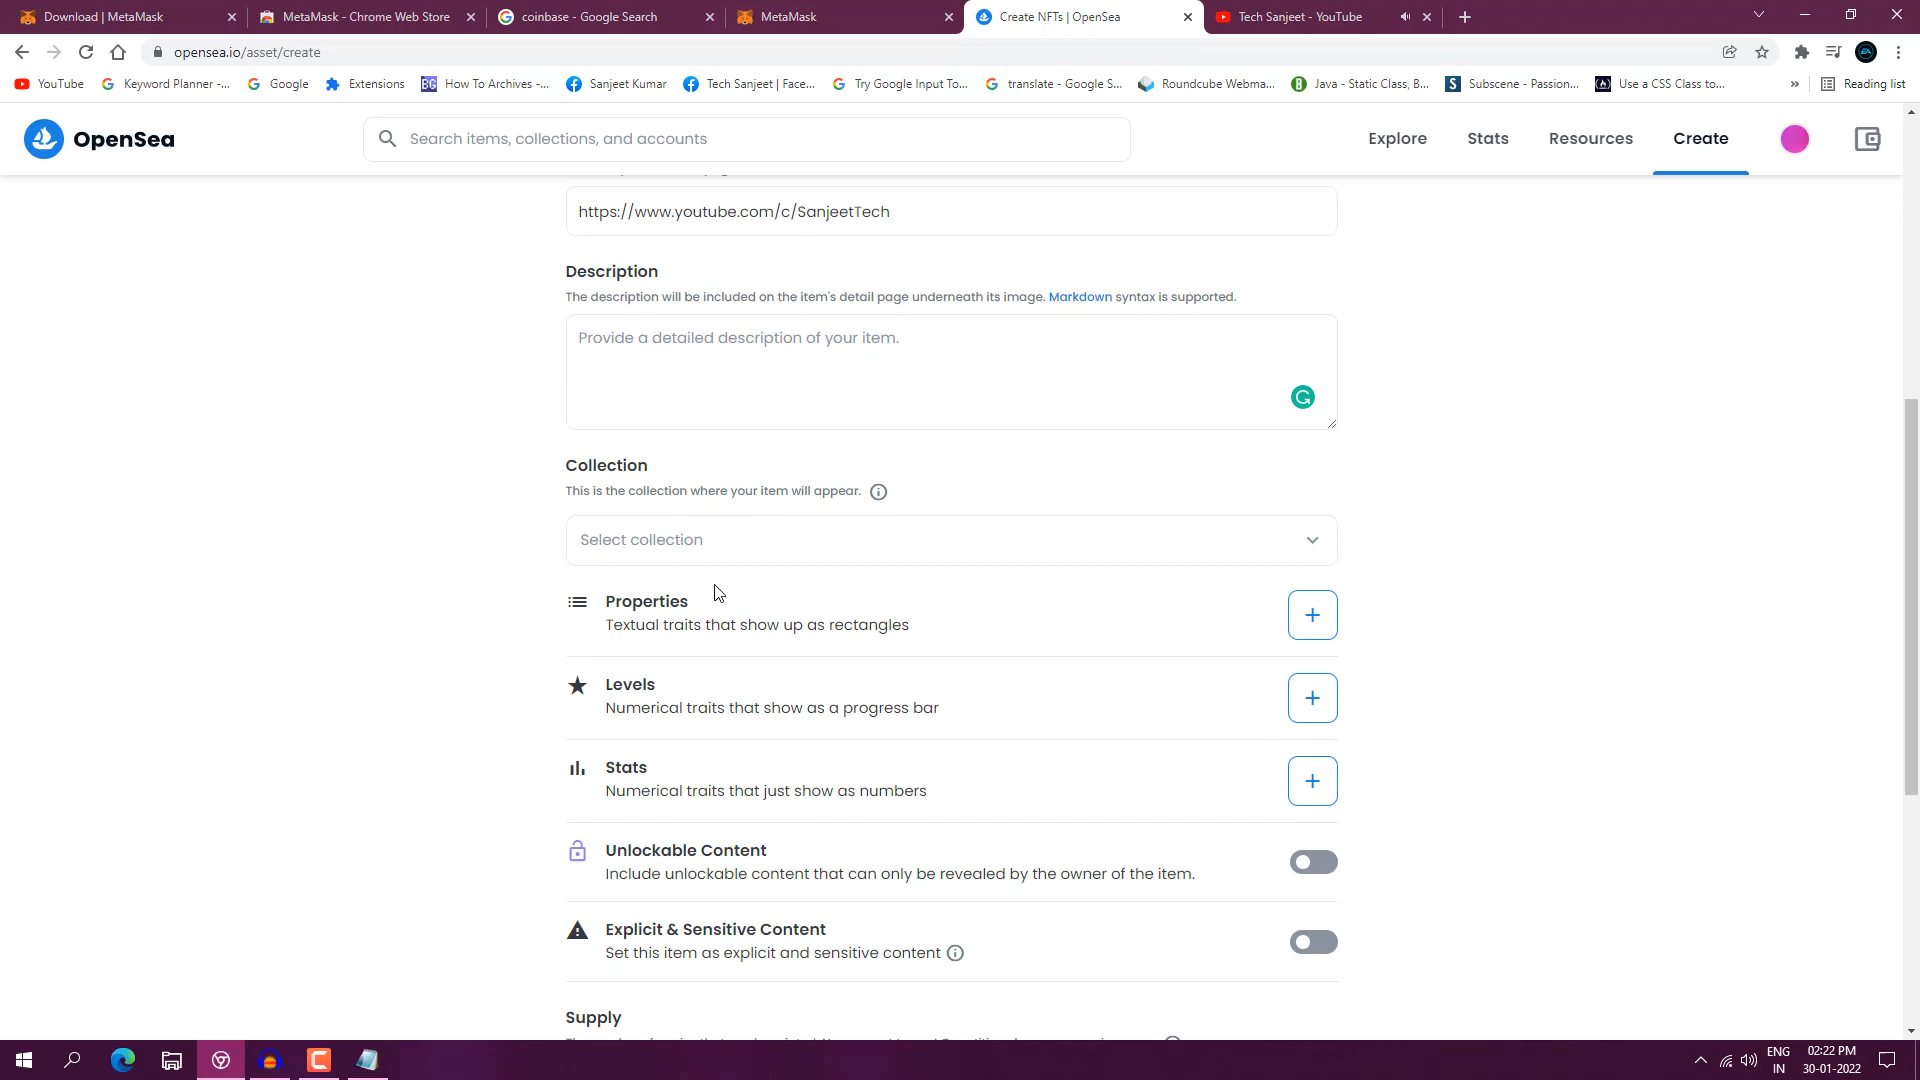 Download | MetaMask
MetaMask - Chrome Web Store
coinbase - Google Search
MetaMask
Create NFTs | OpenSea
Tech Sanjeet - YouTube
opensea.io/asset/create
YouTube
Keyword Planner -...
Google
Extensions
How To Archives -...
Sanjeet Kumar
Tech Sanjeet | Face...
Try Google Input To...
translate - Google S...
Roundcube Webma...
Java - Static Class, B...
Subscene - Passion...
Use a CSS Class to...
»
Reading list
OpenSea
Search items, collections, and accounts
Explore
Stats
Resources
Create
https://www.youtube.com/c/SanjeetTech
Description
The description will be included on the item's detail page underneath its image. Markdown syntax is supported.
Provide a detailed description of your item.
Collection
This is the collection where your item will appear.
Select collection
Properties
Textual traits that show up as rectangles
Levels
Numerical traits that show as a progress bar
Stats
Numerical traits that just show as numbers
Unlockable Content
Include unlockable content that can only be revealed by the owner of the item.
Explicit & Sensitive Content
Set this item as explicit and sensitive content
Supply
ENG
IN
02:22 PM
30-01-2022